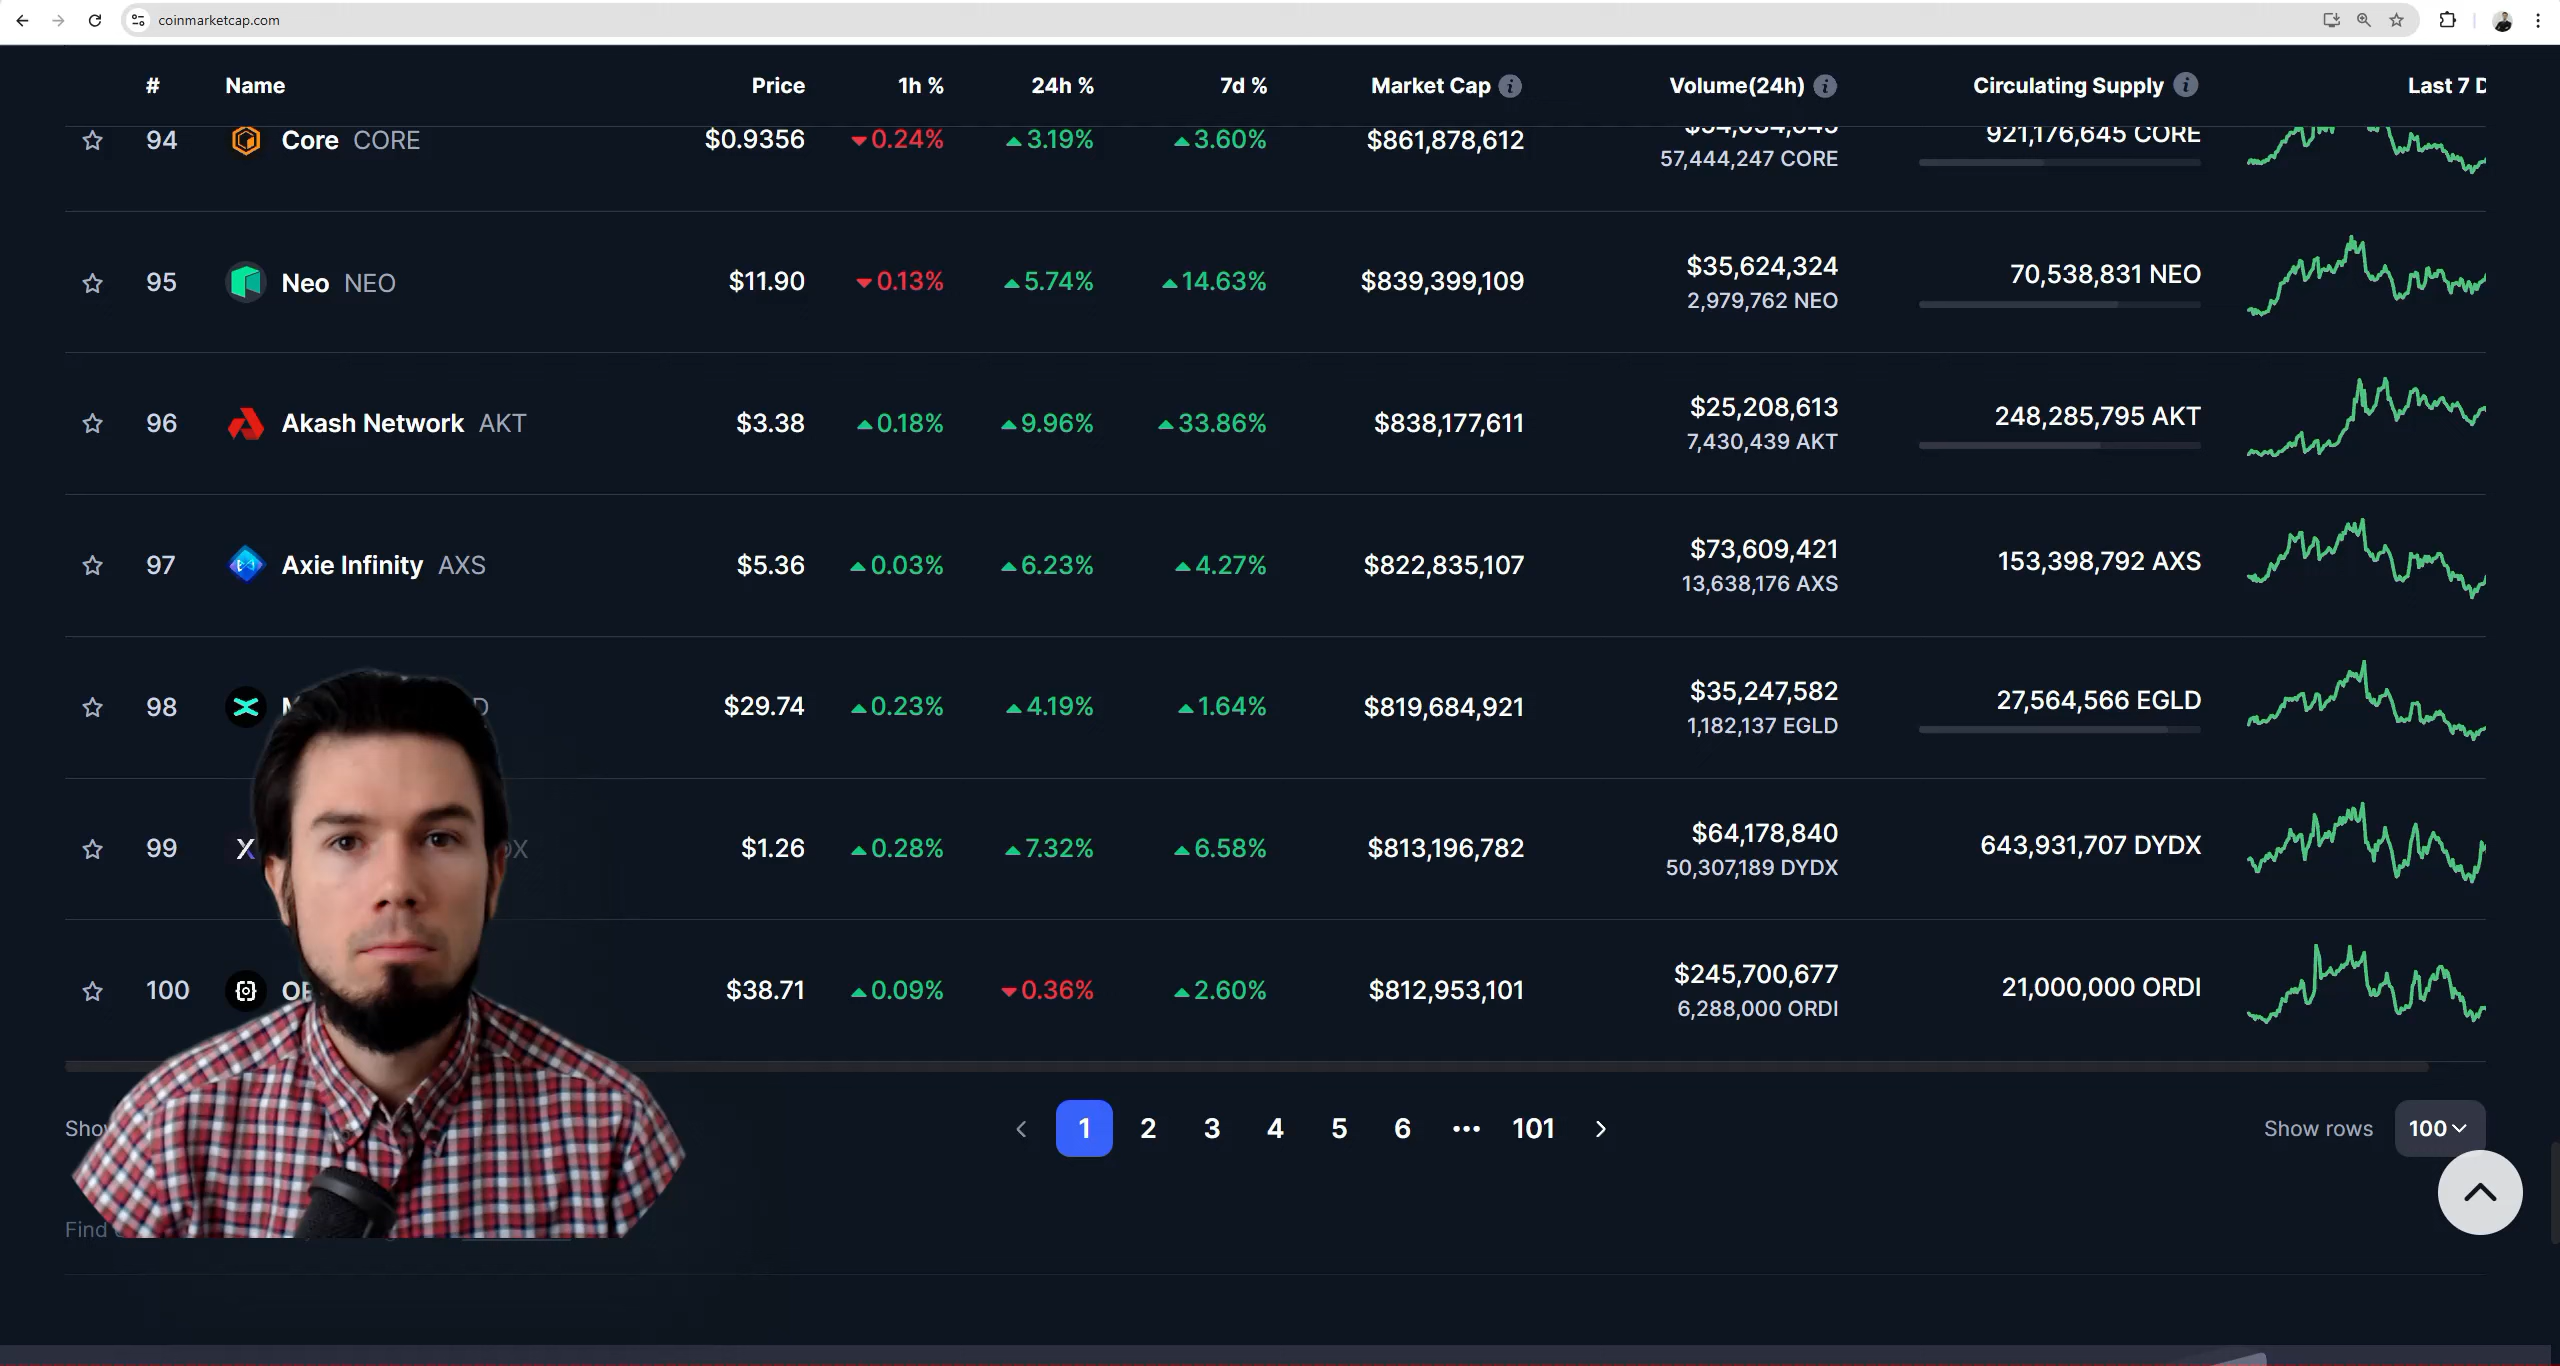 coinmarketcap.com
# Name Price 1h % 24h % 7d % Market Cap Volume(24h) Circulating Supply Last 7 D
94 Core CORE $0.9356 0.24% 3.19% 3.60% $861,878,612 921,176,645 CORE
57,444,247 CORE
95 Neo NEO $11.90 0.13% 5.74% 14.63% $839,399,109 $35,624,324 70,538,831 NEO
2,979,762 NEO
96 Akash Network AKT $3.38 0.18% 9.96% 33.86% $838,177,611 $25,208,613 248,285,795 AKT
7,430,439 AKT
97 Axie Infinity AXS $5.36 0.03% 6.23% 4.27% $822,835,107 $73,609,421 153,398,792 AXS
13,638,176 AXS
98 $29.74 0.23% 4.19% 1.64% $819,684,921 $35,247,582 27,564,566 EGLD
1,182,137 EGLD
99 $1.26 0.28% 7.32% 6.58% $813,196,782 $64,178,840 643,931,707 DYDX
50,307,189 DYDX
100 $38.71 0.09% 0.36% 2.60% $812,953,101 $245,700,677 21,000,000 ORDI
6,288,000 ORDI
1 2 3 4 5 6 ••• 101 Show rows 100
Find